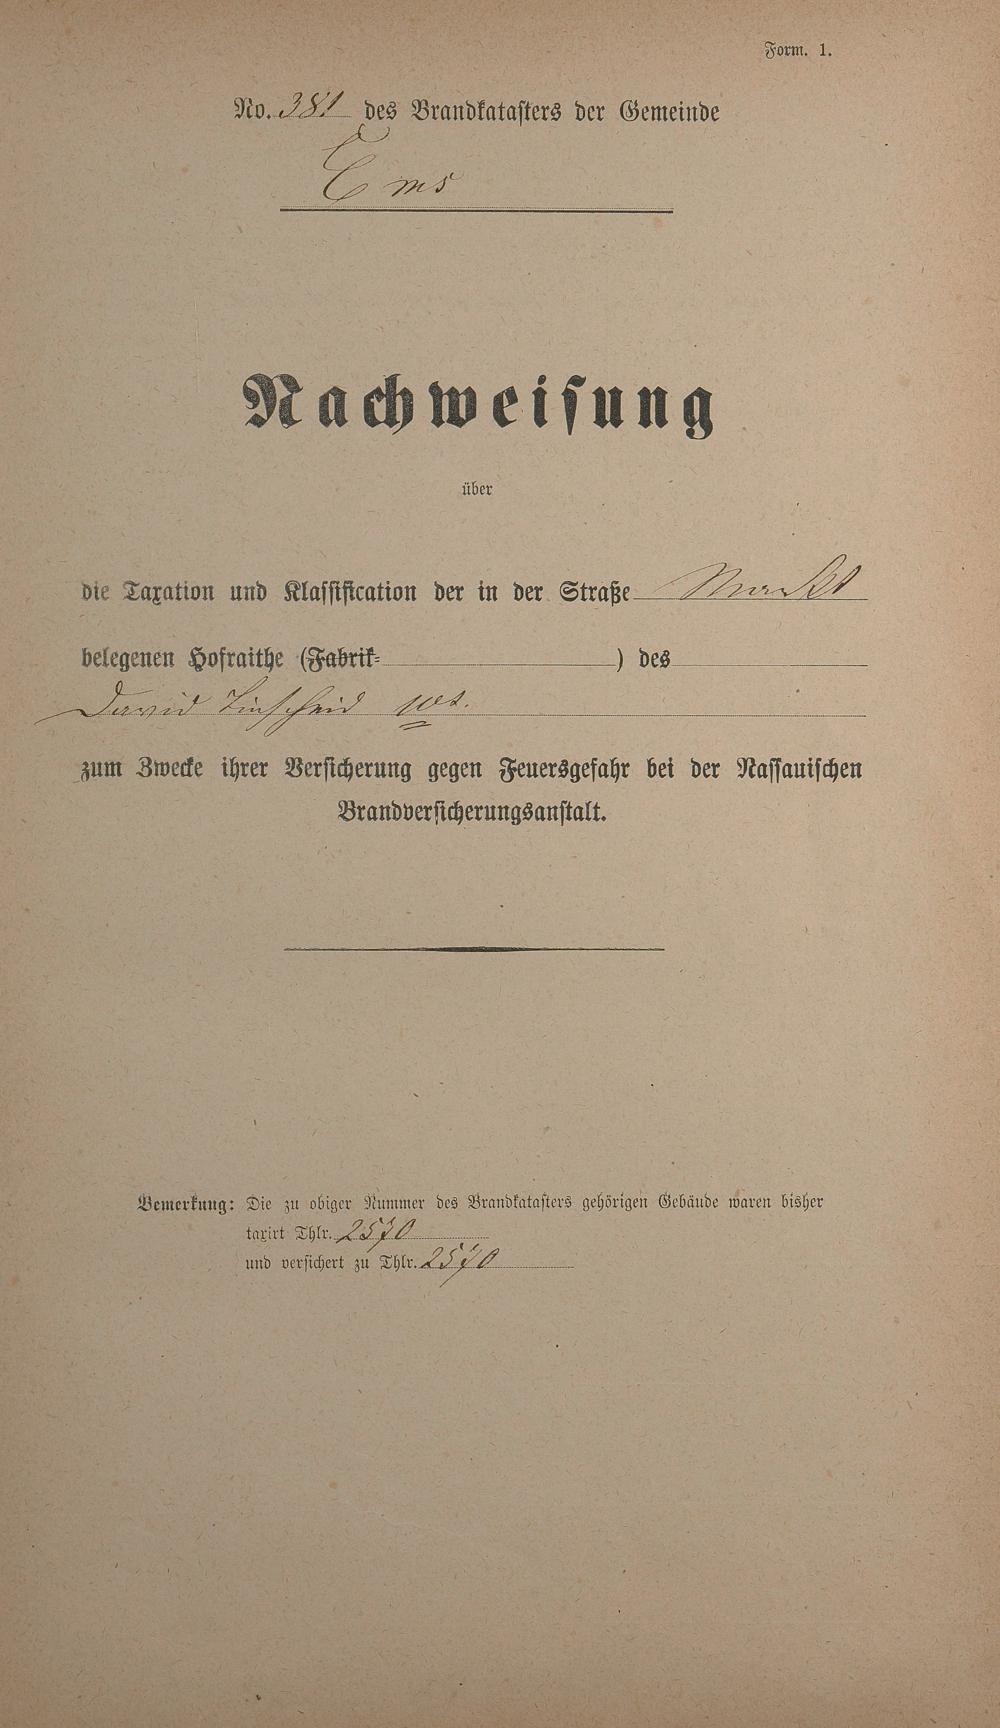 Form. 1.
No. 381 des Brandkatasters der Gemeinde
Ems
Nachweisung
über
die Taxation und Klassification der in der Straße Markt
belegenen Hofraithe (Fabrik- ) des
David Linscheid
zum Zwecke ihrer Versicherung gegen Feuersgefahr bei der Nassauischen
Brandversicherungsanstalt.
Bemerkung: Die zu obiger Nummer des Brandkatasters gehörigen Gebäude waren bisher
taxirt Thlr. 2570
und versichert zu Thlr. 2570